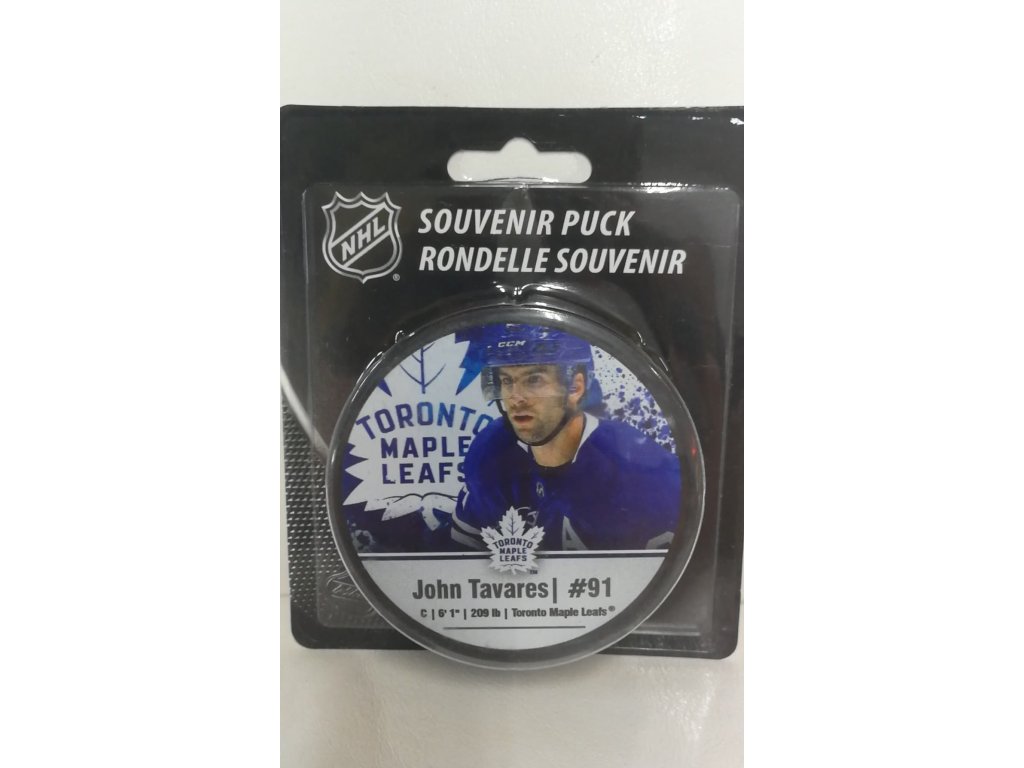 NHL
®
SOUVENIR PUCK
RONDELLE SOUVENIR
CCM
TORONTO
MAPLE
LEAFS
A
TORONTO
MAPLE
LEAFS
TM
John Tavares| #91
C | 6' 1" | 209 lb | Toronto Maple Leafs®